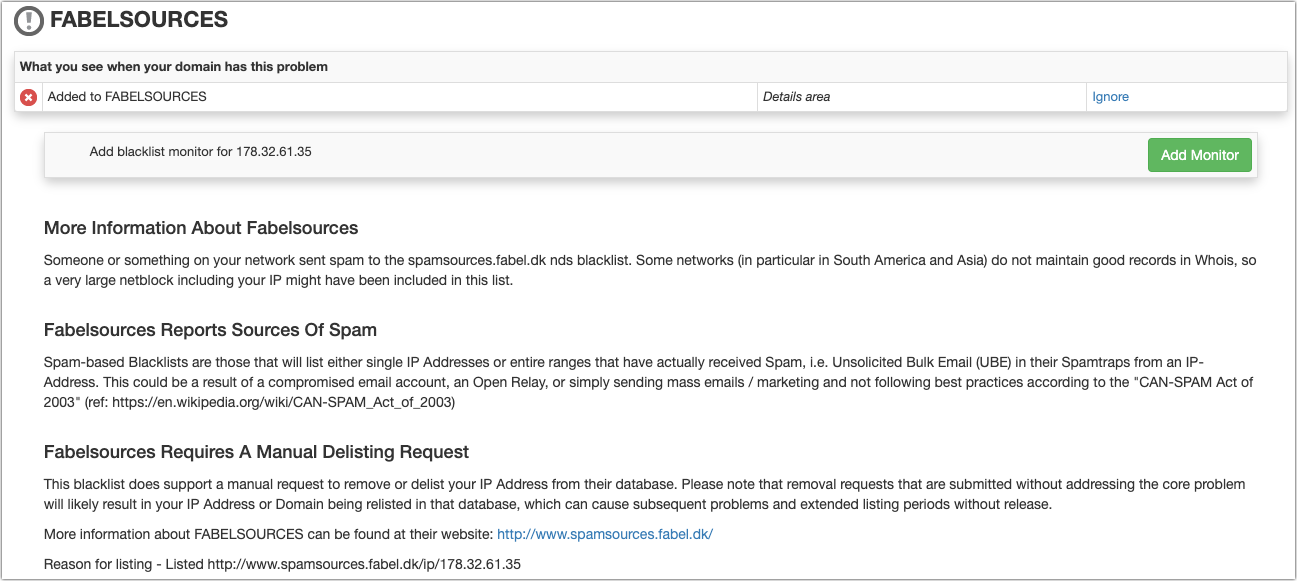 FABELSOURCES
What you see when your domain has this problem
Added to FABELSOURCES Details area Ignore
Add blacklist monitor for 178.32.61.35 Add Monitor
More Information About Fabelsources
Someone or something on your network sent spam to the spamsources.fabel.dk nds blacklist. Some networks (in particular in South America and Asia) do not maintain good records in Whois, so
a very large netblock including your IP might have been included in this list.
Fabelsources Reports Sources Of Spam
Spam-based Blacklists are those that will list either single IP Addresses or entire ranges that have actually received Spam, i.e. Unsolicited Bulk Email (UBE) in their Spamtraps from an IP-
Address. This could be a result of a compromised email account, an Open Relay, or simply sending mass emails / marketing and not following best practices according to the "CAN-SPAM Act of
2003" (ref: https://en.wikipedia.org/wiki/CAN-SPAM_Act_of_2003)
Fabelsources Requires A Manual Delisting Request
This blacklist does support a manual request to remove or delist your IP Address from their database. Please note that removal requests that are submitted without addressing the core problem
will likely result in your IP Address or Domain being relisted in that database, which can cause subsequent problems and extended listing periods without release.
More information about FABELSOURCES can be found at their website: http://www.spamsources.fabel.dk/
Reason for listing - Listed http://www.spamsources.fabel.dk/ip/178.32.61.35